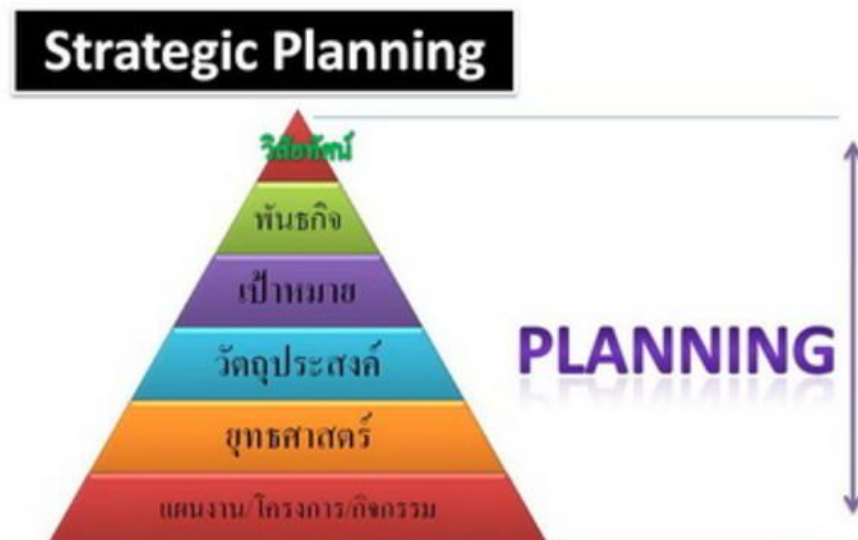 Strategic Planning
วิสัยทัศน์
พันธกิจ
เป้าหมาย
วัตถุประสงค์
PLANNING
ยุทธศาสตร์
แผนงาน/โครงการ/กิจกรรม